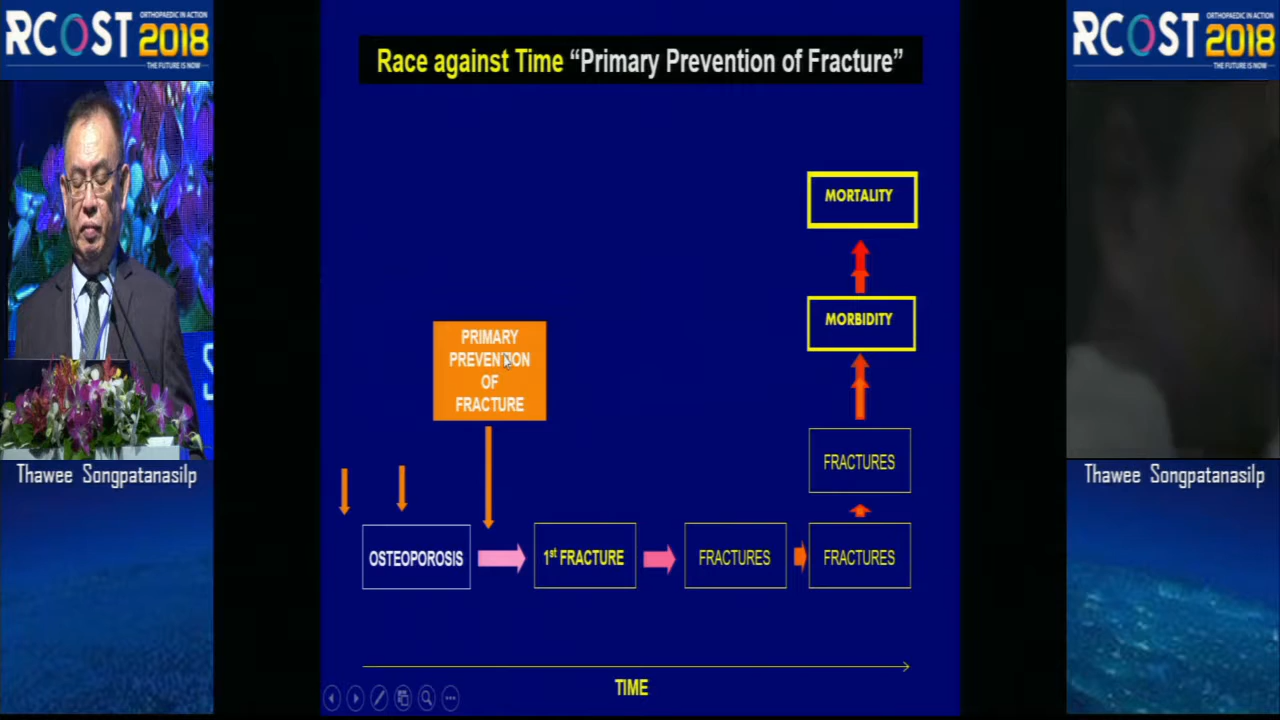 ORTHOPAEDIC IN ACTION
RCOST 2018
THE FUTURE IS NOW
Thawee Songpatanasilp
Race against Time “Primary Prevention of Fracture”
MORTALITY
MORBIDITY
PRIMARY
PREVENTION
OF
FRACTURE
FRACTURES
OSTEOPOROSIS
1st FRACTURE
FRACTURES
FRACTURES
TIME
ORTHOPAEDIC IN ACTION
RCOST 2018
THE FUTURE IS NOW
Thawee Songpatanasilp